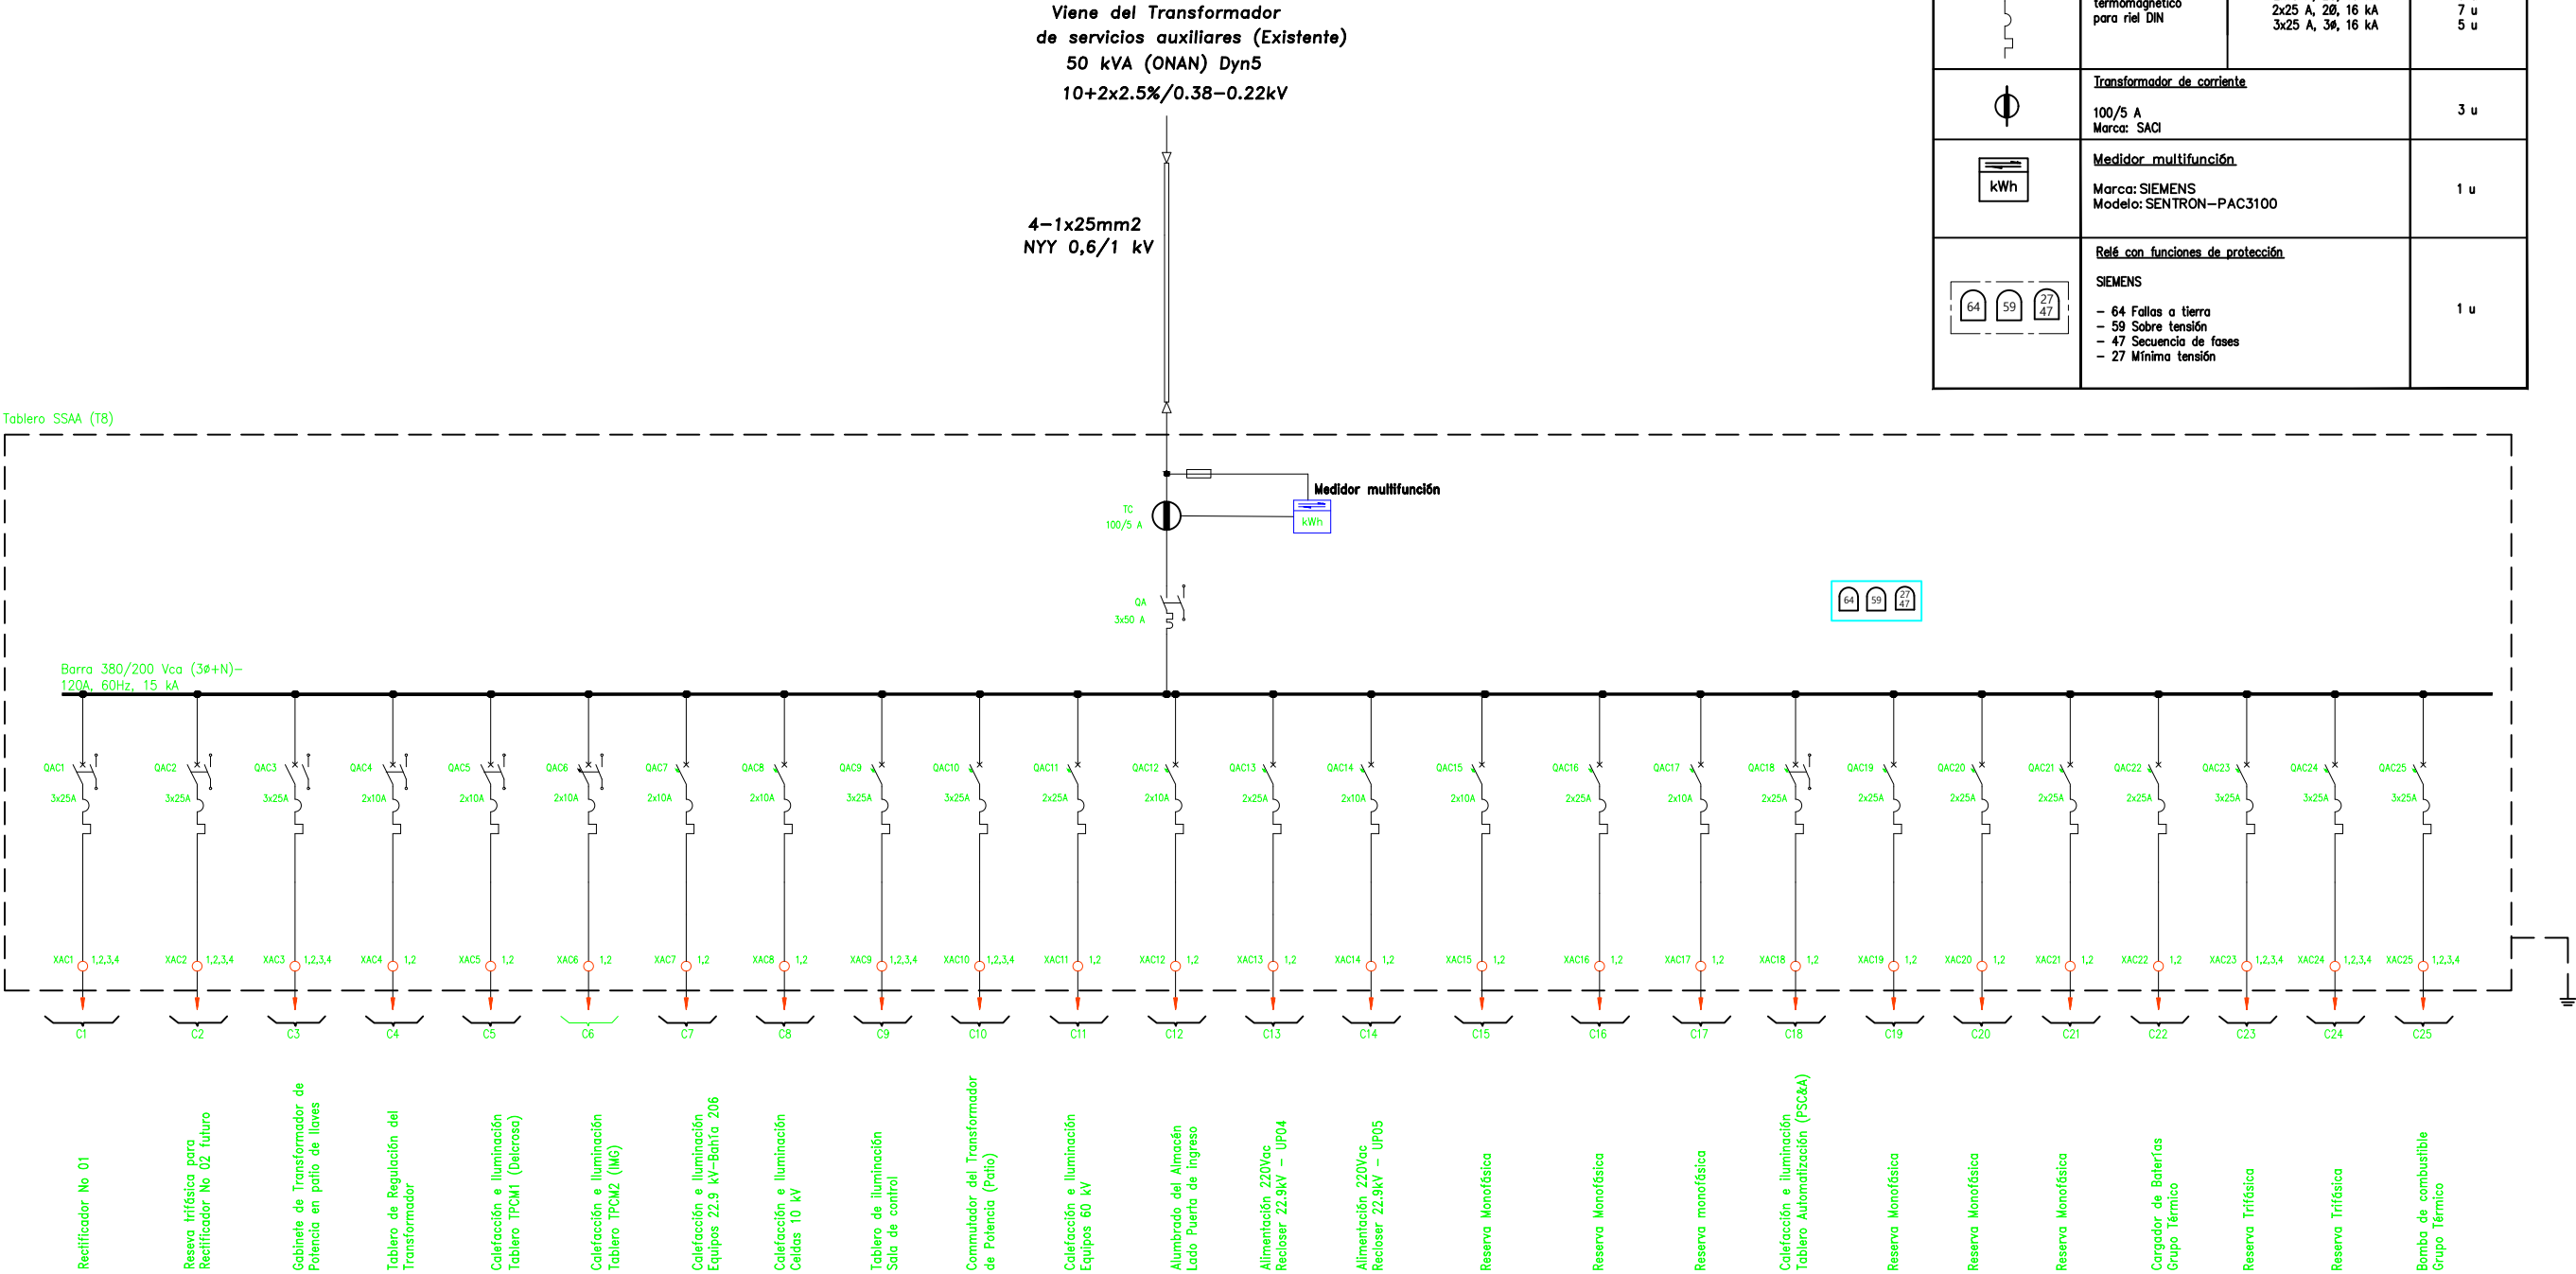 Viene del Transformador
de servicios auxiliares (Existente)
50 kVA (ONAN) Dyn5
10+2x2.5%/0.38-0.22kV
4-1x25mm2
NYY 0,6/1 kV
termomagnético
para riel DIN
2x25 A, 2Ø, 16 kA
3x25 A, 3ø, 16 kA
7 u
5 u
Transformador de corriente
100/5 A
Marca: SACI
3 u
kWh
Medidor multifunción
Marca: SIEMENS
Modelo: SENTRON-PAC3100
1 u
64 59 27 47
Relé con funciones de protección
SIEMENS
- 64 Fallas a tierra
- 59 Sobre tensión
- 47 Secuencia de fases
- 27 Mínima tensión
1 u
Tablero SSAA (T8)
Medidor multifunción
kWh
TC
100/5 A
QA
3x50 A
64 59 27 47
Barra 380/200 Vca (3ø+N)-
120A, 60Hz, 15 kA
QAC1 QAC2 QAC3 QAC4 QAC5 QAC6 QAC7 QAC8 QAC9 QAC10 QAC11 QAC12 QAC13 QAC14 QAC15 QAC16 QAC17 QAC18 QAC19 QAC20 QAC21 QAC22 QAC23 QAC24 QAC25
3x25A 3x25A 3x25A 2x10A 2x10A 2x10A 2x10A 2x10A 3x25A 3x25A 2x25A 2x10A 2x25A 2x10A 2x10A 2x25A 2x10A 2x25A 2x25A 2x25A 2x25A 2x25A 3x25A 3x25A 3x25A
XAC1 1,2,3,4 XAC2 1,2,3,4 XAC3 1,2,3,4 XAC4 1,2 XAC5 1,2 XAC6 1,2 XAC7 1,2 XAC8 1,2 XAC9 1,2,3,4 XAC10 1,2,3,4 XAC11 1,2 XAC12 1,2 XAC13 1,2 XAC14 1,2 XAC15 1,2 XAC16 1,2 XAC17 1,2 XAC18 1,2 XAC19 1,2 XAC20 1,2 XAC21 1,2 XAC22 1,2 XAC23 1,2,3,4 XAC24 1,2,3,4 XAC25 1,2,3,4
C1 C2 C3 C4 C5 C6 C7 C8 C9 C10 C11 C12 C13 C14 C15 C16 C17 C18 C19 C20 C21 C22 C23 C24 C25
Rectificador No 01
Reseva trifásica para
Rectificador No 02 futuro
Gabinete de Transformador de
Potencia en patio de llaves
Tablero de Regulación del
Transformador
Calefacción e Iluminación
Tablero TPCM1 (Delcrosa)
Calefacción e Iluminación
Tablero TPCM2 (IMG)
Calefacción e Iluminación
Equipos 22.9 kV-Bahía 206
Calefacción e Iluminación
Celdas 10 kV
Tablero de iluminación
Sala de control
Commutador del Transformador
de Potencia (Patio)
Calefacción e Iluminación
Equipos 60 kV
Alumbrado del Almacén
Lado Puerta de ingreso
Alimentación 220Vac
Recloser 22.9kV - UP04
Alimentación 220Vac
Recloser 22.9kV - UP05
Reserva Monofásica
Reserva Monofásica
Reserva monofásica
Calefacción e Iluminación
Tablero Automatización (PSC&A)
Reserva Monofásica
Reserva Monofásica
Reserva Monofásica
Cargador de Baterías
Grupo Térmico
Reserva Trifásica
Reserva Trifásica
Bomba de combustible
Grupo Térmico